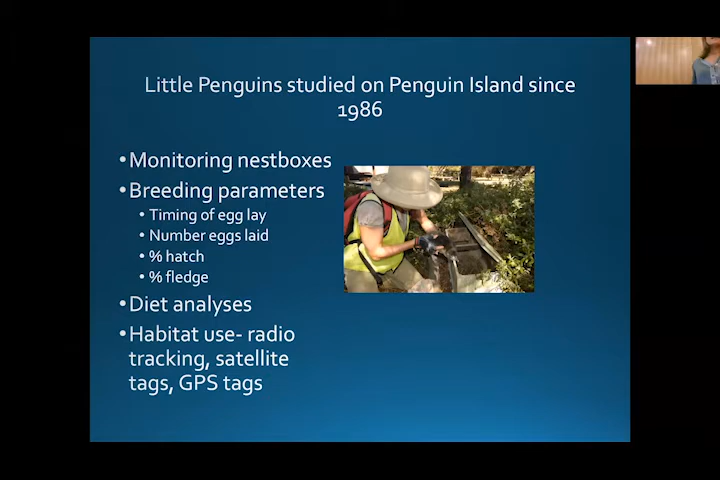 Little Penguins studied on Penguin Island since
1986
•Monitoring nestboxes
•Breeding parameters
• Timing of egg lay
• Number eggs laid
• % hatch
• % fledge
•Diet analyses
•Habitat use- radio
tracking, satellite
tags, GPS tags